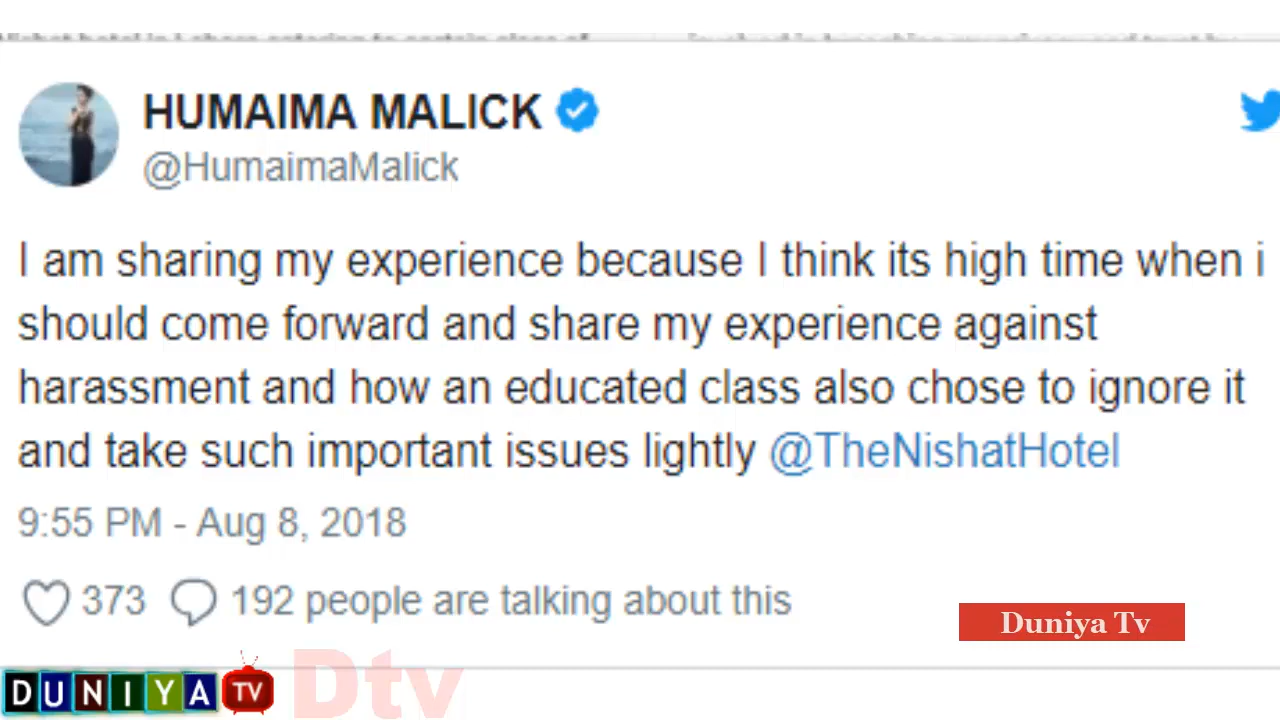 HUMAIMA MALICK
@HumaimaMalick
I am sharing my experience because I think its high time when i
should come forward and share my experience against
harassment and how an educated class also chose to ignore it
and take such important issues lightly @TheNishatHotel
9:55 PM - Aug 8, 2018
373 192 people are talking about this
Duniya Tv
DUNIYA TV Dtv